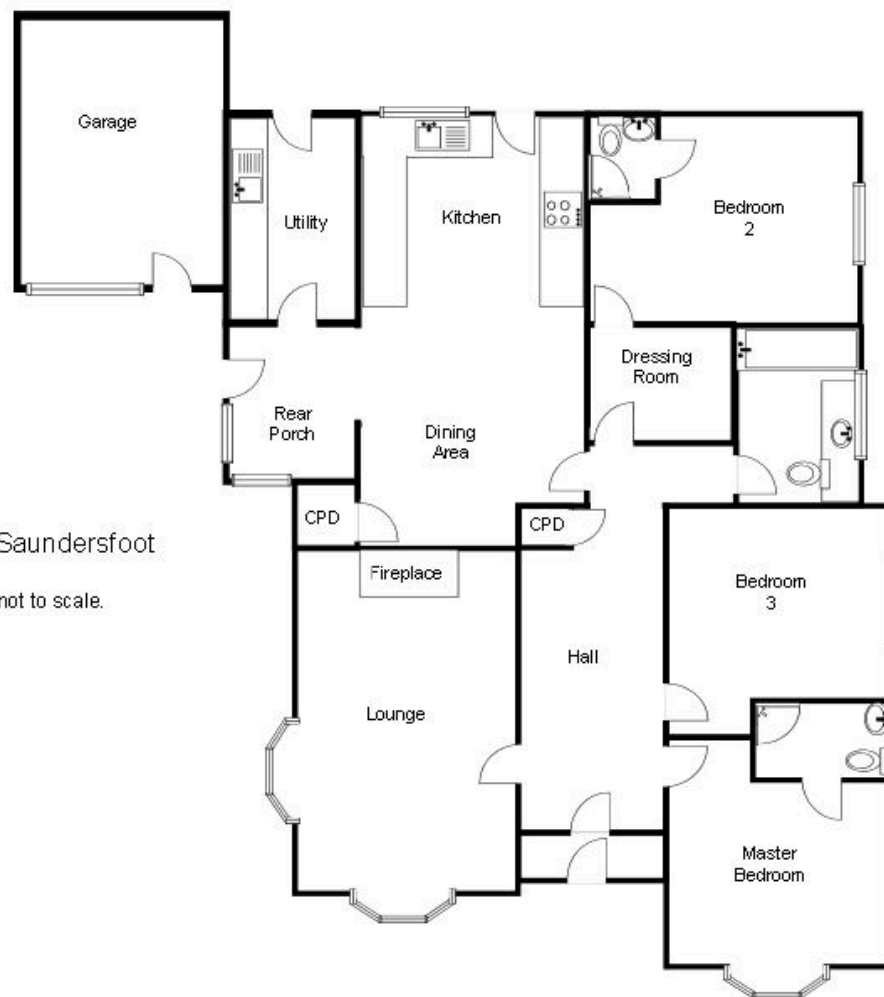 Garage
Utility
Kitchen
Bedroom
2
Dressing
Room
Rear
Porch
Dining
Area
CPD
CPD
Saundersfoot
not to scale.
Fireplace
Bedroom
3
Hall
Lounge
Master
Bedroom